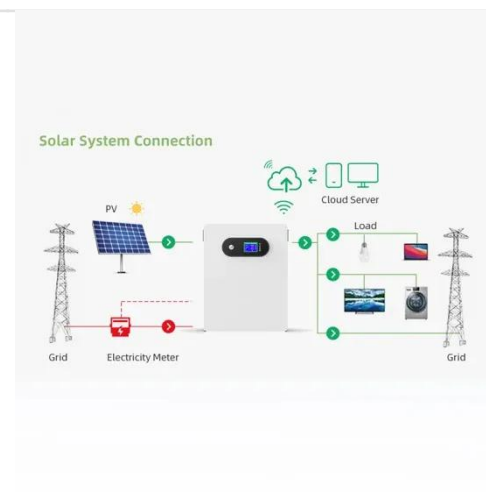 Solar System Connection
Cloud Server
PV
Load
Grid
Electricity Meter
Grid